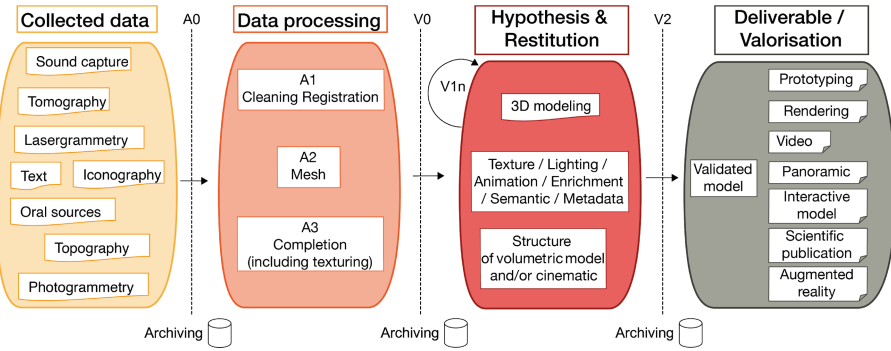 Collected data
A0
Data processing
V0
Hypothesis &
Restitution
V2
Deliverable /
Valorisation
Sound capture
Tomography
Lasergrammetry
Text
Iconography
Oral sources
Topography
Photogrammetry
Archiving
A1
Cleaning Registration
A2
Mesh
A3
Completion
(including texturing)
Archiving
V1n
3D modeling
Texture / Lighting /
Animation / Enrichment
/ Semantic / Metadata
Structure
of volumetric model
and/or cinematic
Archiving
Validated
model
Prototyping
Rendering
Video
Panoramic
Interactive
model
Scientific
publication
Augmented
reality